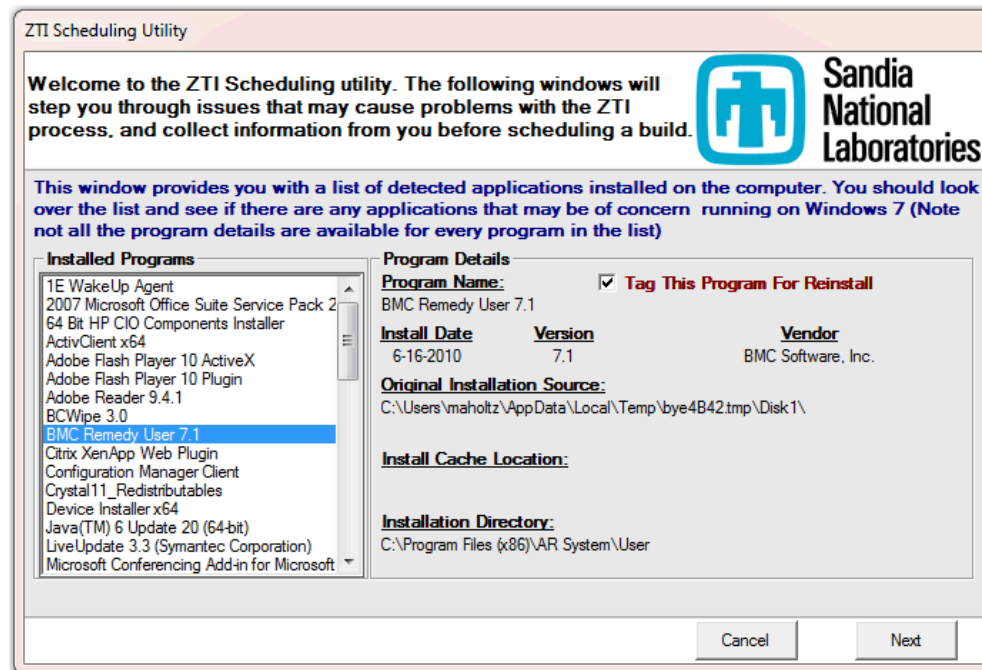 ZTI Scheduling Utility
Welcome to the ZTI Scheduling utility. The following windows will
step you through issues that may cause problems with the ZTI
process, and collect information from you before scheduling a build.
Sandia
National
Laboratories
This window provides you with a list of detected applications installed on the computer. You should look
over the list and see if there are any applications that may be of concern running on Windows 7 (Note
not all the program details are available for every program in the list)
Installed Programs
1E WakeUp Agent
2007 Microsoft Office Suite Service Pack 2
64 Bit HP CIO Components Installer
ActivClient x64
Adobe Flash Player 10 ActiveX
Adobe Flash Player 10 Plugin
Adobe Reader 9.4.1
BCWipe 3.0
BMC Remedy User 7.1
Citrix XenApp Web Plugin
Configuration Manager Client
Crystal11_Redistributables
Device Installer x64
Java(TM) 6 Update 20 (64-bit)
LiveUpdate 3.3 (Symantec Corporation)
Microsoft Conferencing Add-in for Microsoft
Program Details
Program Name: Tag This Program For Reinstall
BMC Remedy User 7.1
Install Date Version Vendor
6-16-2010 7.1 BMC Software, Inc.
Original Installation Source:
C:\Users\maholtz\AppData\Local\Temp\bye4B42.tmp\Disk1\
Install Cache Location:
Installation Directory:
C:\Program Files (x86)\AR System\User
Cancel Next